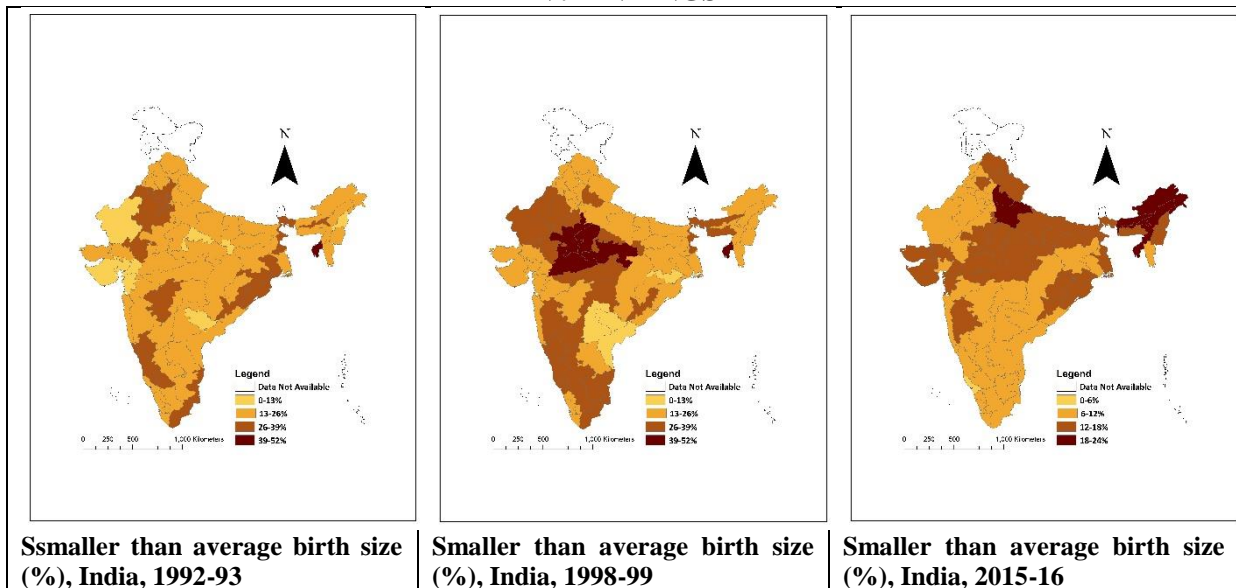 N
Legend
Data Not Available
0-13%
13-26%
26-39%
39-52%
0 250 500 1,000 Kilometers
Ssmaller than average birth size
(%), India, 1992-93
N
Legend
Data Not Available
0-13%
13-26%
26-39%
39-52%
0 250 500 1,000 Kilometers
Smaller than average birth size
(%), India, 1998-99
N
Legend
Data Not Available
0-6%
6-12%
12-18%
18-24%
0 250 500 1,000 Kilometers
Smaller than average birth size
(%), India, 2015-16